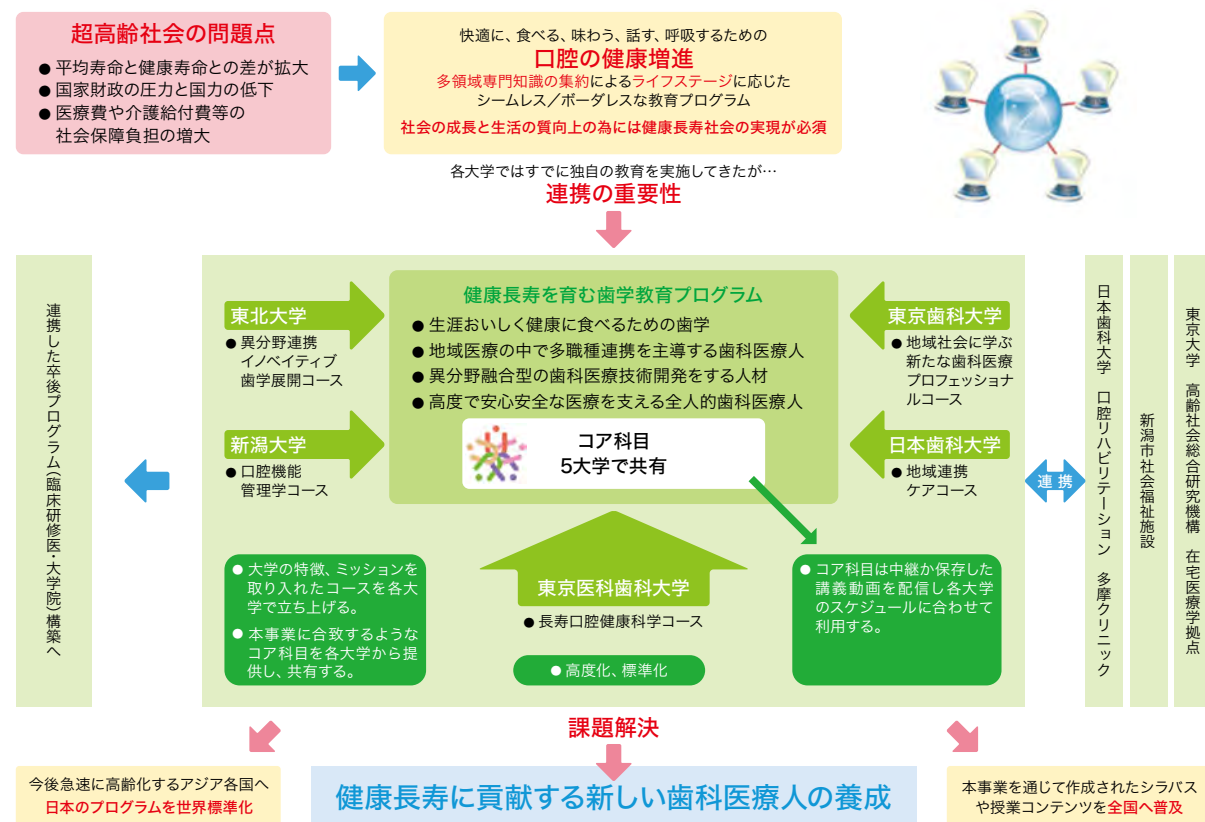 超高齢社会の問題点
● 平均寿命と健康寿命との差が拡大
● 国家財政の圧力と国力の低下
● 医療費や介護給付費等の
社会保障負担の増大
快適に、食べる、味わう、話す、呼吸するための
口腔の健康増進
多領域専門知識の集約によるライフステージに応じた
シームレス／ボーダレスな教育プログラム
社会の成長と生活の質向上の為には健康長寿社会の実現が必須
各大学ではすでに独自の教育を実施してきたが…
連携の重要性
連携した卒後プログラム（臨床研修医・大学院）構築へ
東北大学
● 異分野連携
イノベイティブ
歯学展開コース
新潟大学
● 口腔機能
管理学コース
健康長寿を育む歯学教育プログラム
● 生涯おいしく健康に食べるための歯学
● 地域医療の中で多職種連携を主導する歯科医療人
● 異分野融合型の歯科医療技術開発をする人材
● 高度で安心安全な医療を支える全人的歯科医療人
コア科目
5大学で共有
東京歯科大学
● 地域社会に学ぶ
新たな歯科医療
プロフェッショナ
ルコース
日本歯科大学
● 地域連携
ケアコース
連携
日本歯科大学 口腔リハビリテーション 多摩クリニック
新潟市社会福祉施設
東京大学 高齢社会総合研究機構 在宅医療学拠点
● 大学の特徴、ミッションを
取り入れたコースを各大
学で立ち上げる。
● 本事業に合致するような
コア科目を各大学から提
供し、共有する。
東京医科歯科大学
● 長寿口腔健康科学コース
● 高度化、標準化
● コア科目は中継か保存した
講義動画を配信し各大学
のスケジュールに合わせて
利用する。
課題解決
今後急速に高齢化するアジア各国へ
日本のプログラムを世界標準化
健康長寿に貢献する新しい歯科医療人の養成
本事業を通じて作成されたシラバス
や授業コンテンツを全国へ普及